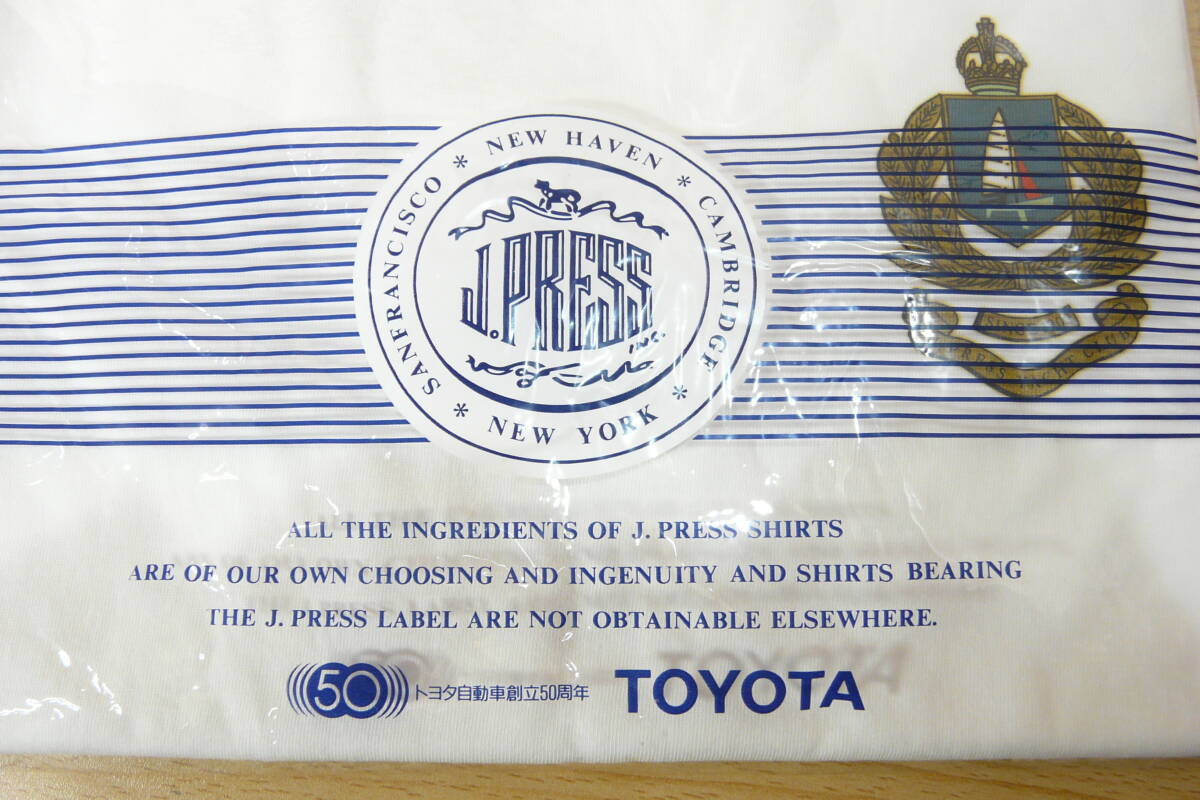 SANFRANCISCO * NEW HAVEN * CAMBRIDGE * NEW YORK *
J.PRESS
INC.
ALL THE INGREDIENTS OF J. PRESS SHIRTS
ARE OF OUR OWN CHOOSING AND INGENUITY AND SHIRTS BEARING
THE J. PRESS LABEL ARE NOT OBTAINABLE ELSEWHERE.
50 トヨタ自動車創立50周年 TOYOTA